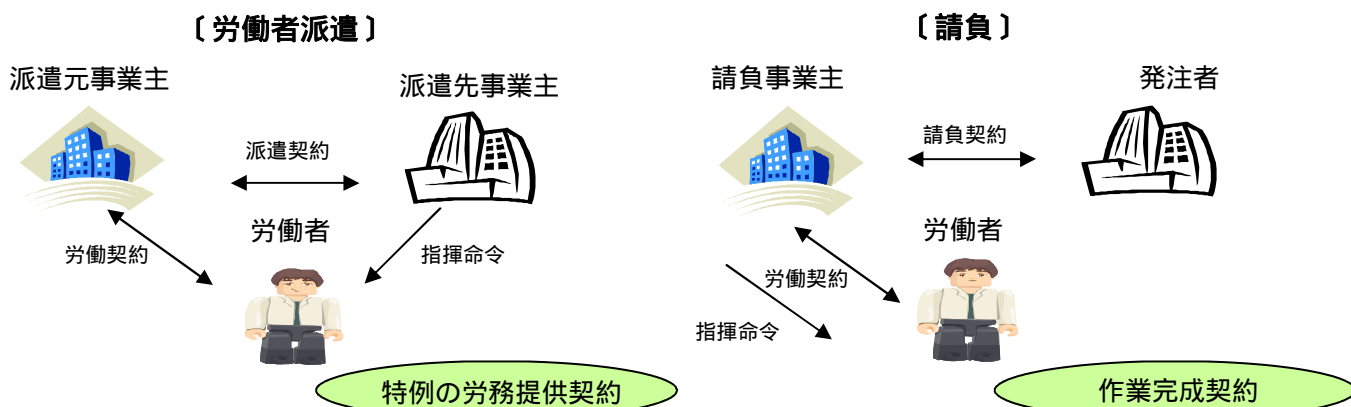 〔 労働者派遣 〕
派遣元事業主
派遣先事業主
派遣契約
労働者
労働契約
指揮命令
特例の労務提供契約
〔 請負 〕
請負事業主
発注者
請負契約
労働者
労働契約
指揮命令
作業完成契約